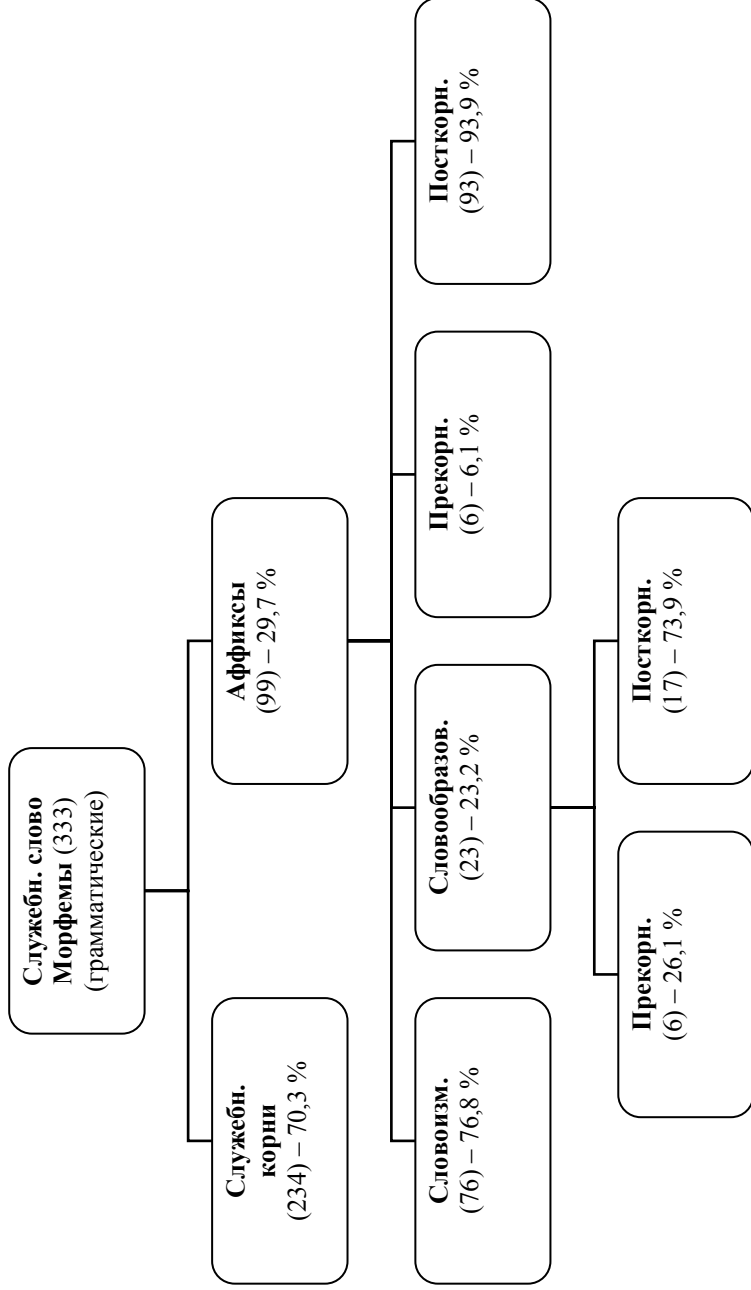 Служебн. слово
Морфемы (333)
(грамматические)
Служебн.
корни
(234) – 70,3 %
Аффиксы
(99) – 29,7 %
Словоизм.
(76) – 76,8 %
Словообразов.
(23) – 23,2 %
Прекорн.
(6) – 6,1 %
Посткорн.
(93) – 93,9 %
Прекорн.
(6) – 26,1 %
Посткорн.
(17) – 73,9 %